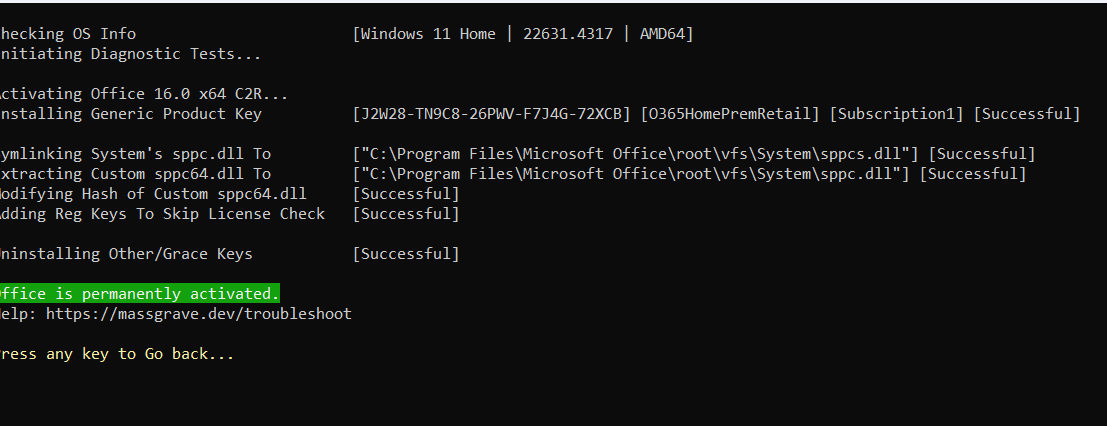 hecking OS Info [Windows 11 Home | 22631.4317 | AMD64]
nitiating Diagnostic Tests...
ctivating Office 16.0 x64 C2R...
nstalling Generic Product Key [J2W28-TN9C8-26PWV-F7J4G-72XCB] [O365HomePremRetail] [Subscription1] [Successful]
ymlinking System's sppc.dll To ["C:\Program Files\Microsoft Office\root\vfs\System\sppcs.dll"] [Successful]
xtracting Custom sppc64.dll To ["C:\Program Files\Microsoft Office\root\vfs\System\sppc.dll"] [Successful]
odifying Hash of Custom sppc64.dll [Successful]
dding Reg Keys To Skip License Check [Successful]
ninstalling Other/Grace Keys [Successful]
ffice is permanently activated.
elp: https://massgrave.dev/troubleshoot
ress any key to Go back...